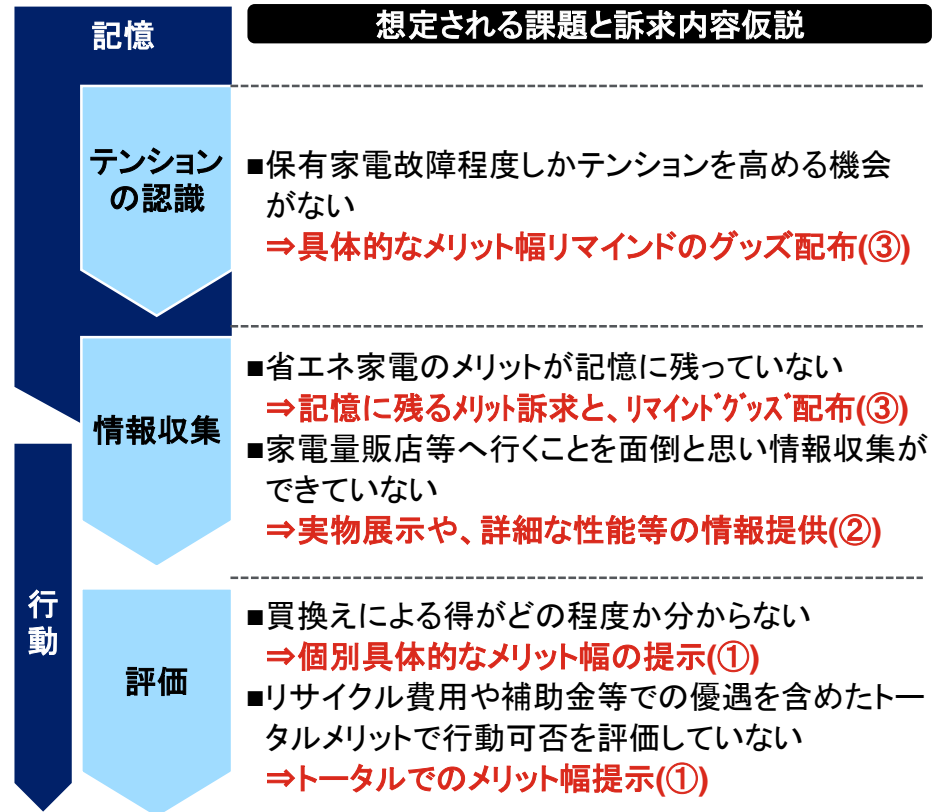 記憶
想定される課題と訴求内容仮説
テンション
の認識
■保有家電故障程度しかテンションを高める機会
がない
⇒具体的なメリット幅リマインドのグッズ配布(③)
情報収集
■省エネ家電のメリットが記憶に残っていない
⇒記憶に残るメリット訴求と、ﾘﾏｲﾝﾄﾞｸﾞｯｽﾞ配布(③)
■家電量販店等へ行くことを面倒と思い情報収集が
できていない
⇒実物展示や、詳細な性能等の情報提供(②)
行動
評価
■買換えによる得がどの程度か分からない
⇒個別具体的なメリット幅の提示(①)
■リサイクル費用や補助金等での優遇を含めたトー
タルメリットで行動可否を評価していない
⇒トータルでのメリット幅提示(①)